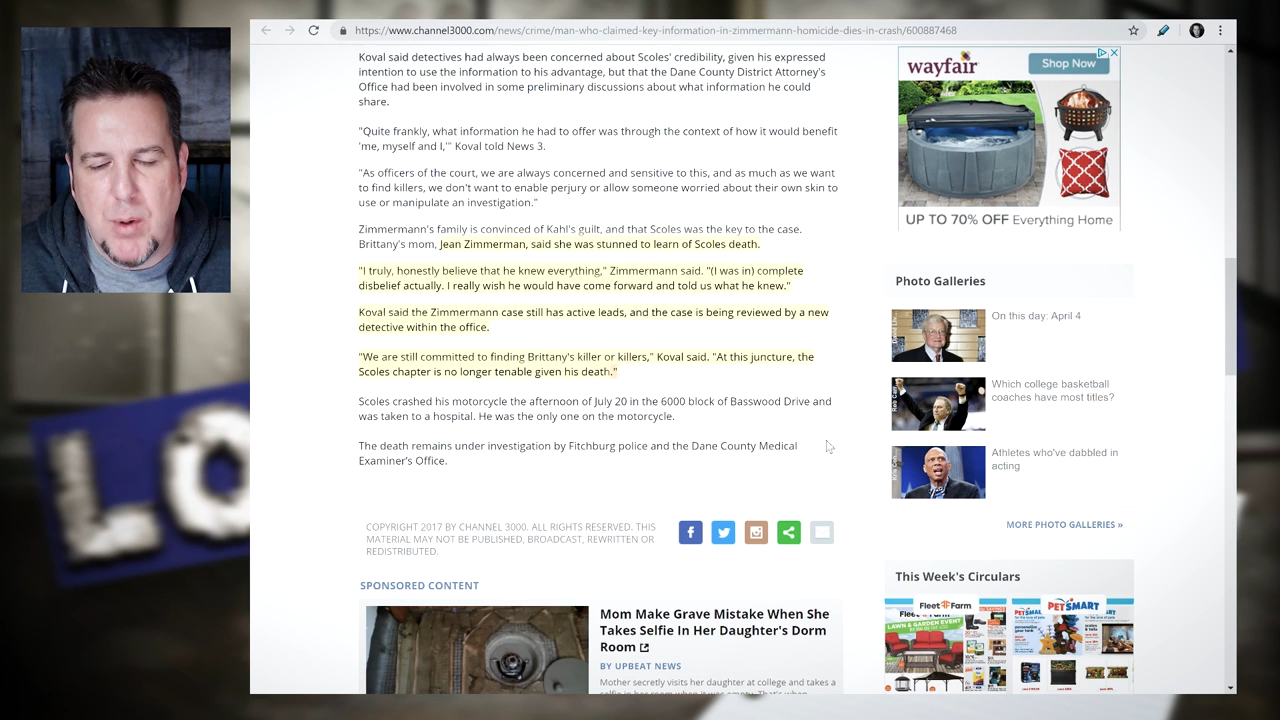 https://www.channel3000.com/news/crime/man-who-claimed-key-information-in-zimmermann-homicide-dies-in-crash/600887468
Koval said detectives had always been concerned about Scoles' credibility, given his expressed
intention to use the information to his advantage, but that the Dane County District Attorney's
Office had been involved in some preliminary discussions about what information he could
share.
"Quite frankly, what information he had to offer was through the context of how it would benefit
'me, myself and I,'" Koval told News 3.
"As officers of the court, we are always concerned and sensitive to this, and as much as we want
to find killers, we don't want to enable perjury or allow someone worried about their own skin to
use or manipulate an investigation."
Zimmermann's family is convinced of Kahl's guilt, and that Scoles was the key to the case.
Brittany's mom, Jean Zimmerman, said she was stunned to learn of Scoles death.
"I truly, honestly believe that he knew everything," Zimmermann said. "(I was in) complete
disbelief actually. I really wish he would have come forward and told us what he knew."
Koval said the Zimmermann case still has active leads, and the case is being reviewed by a new
detective within the office.
"We are still committed to finding Brittany's killer or killers," Koval said. "At this juncture, the
Scoles chapter is no longer tenable given his death."
Scoles crashed his motorcycle the afternoon of July 20 in the 6000 block of Basswood Drive and
was taken to a hospital. He was the only one on the motorcycle.
The death remains under investigation by Fitchburg police and the Dane County Medical
Examiner's Office.
COPYRIGHT 2017 BY CHANNEL 3000. ALL RIGHTS RESERVED. THIS
MATERIAL MAY NOT BE PUBLISHED, BROADCAST, REWRITTEN OR
REDISTRIBUTED.
SPONSORED CONTENT
Mom Make Grave Mistake When She
Takes Selfie In Her Daughter's Dorm
Room
BY UPBEAT NEWS
Mother secretly visits her daughter at college and takes a
wayfair
Shop Now
UP TO 70% OFF Everything Home
Photo Galleries
On this day: April 4
Which college basketball
coaches have most titles?
Athletes who've dabbled in
acting
MORE PHOTO GALLERIES »
This Week's Circulars
Fleet Farm
LAWN & GARDEN EVENT
PETSMART
LO